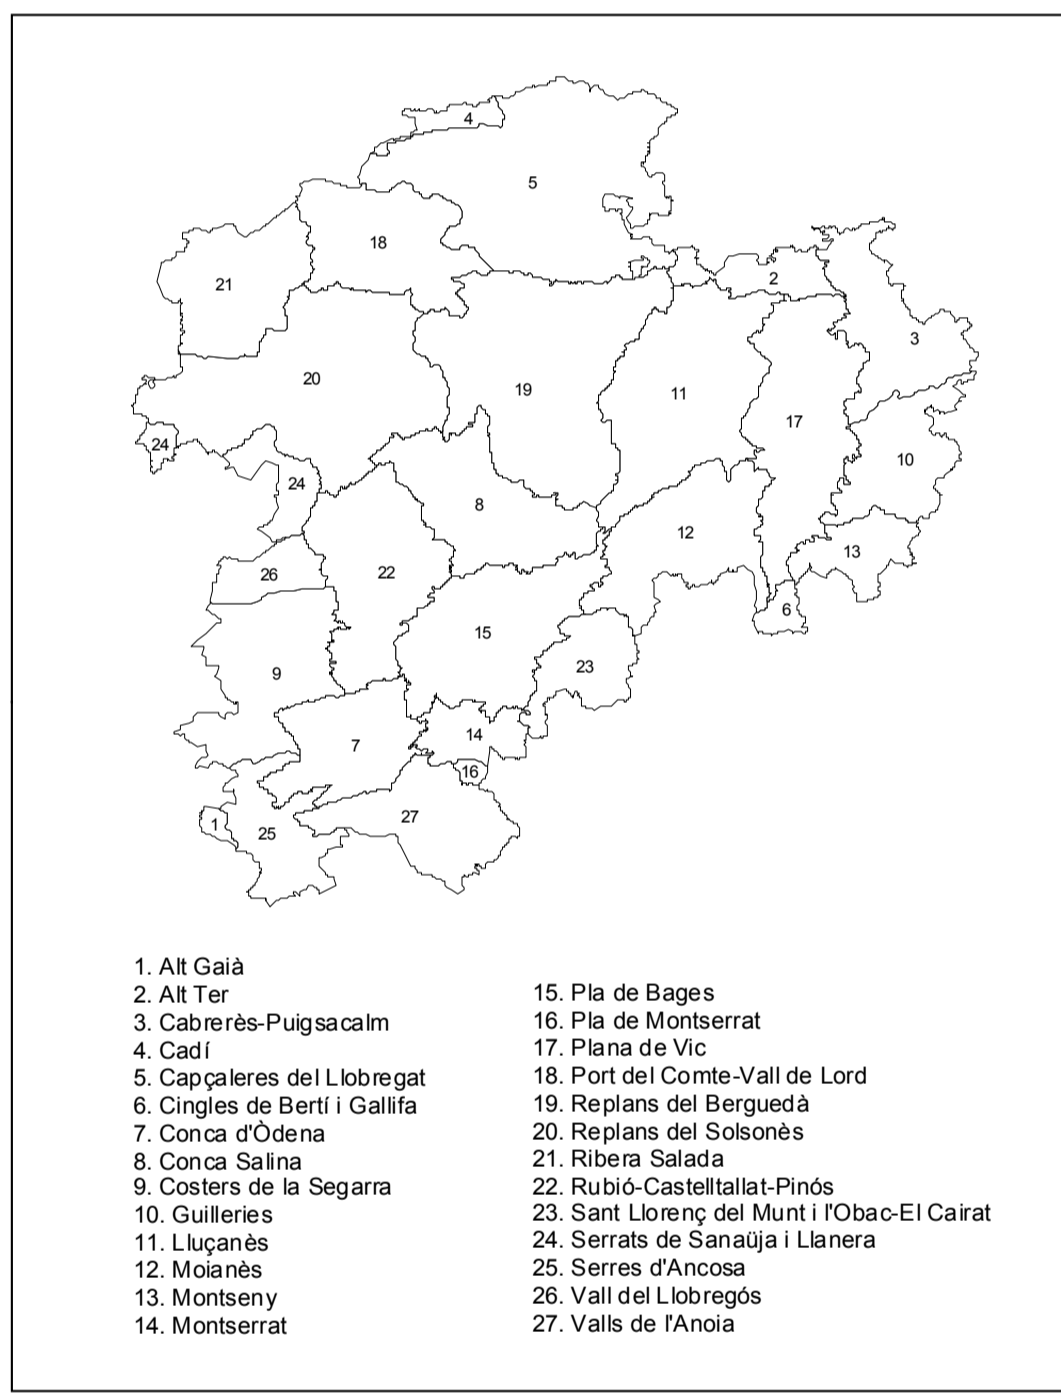 4
5
18
2
21
3
20
19
11
17
24
10
24
8
12
13
26
22
6
15
23
9
14
7
16
27
1
25
1. Alt Gaià
2. Alt Ter
3. Cabrerès-Puigsacalm
4. Cadí
5. Capçaleres del Llobregat
6. Cingles de Bertí i Gallifa
7. Conca d'Òdena
8. Conca Salina
9. Costers de la Segarra
10. Guilleries
11. Lluçanès
12. Moianès
13. Montseny
14. Montserrat
15. Pla de Bages
16. Pla de Montserrat
17. Plana de Vic
18. Port del Comte-Vall de Lord
19. Replans del Berguedà
20. Replans del Solsonès
21. Ribera Salada
22. Rubió-Castelltallat-Pinós
23. Sant Llorenç del Munt i l'Obac-El Cairat
24. Serrats de Sanaüja i Llanera
25. Serres d'Ancosa
26. Vall del Llobregós
27. Valls de l'Anoia